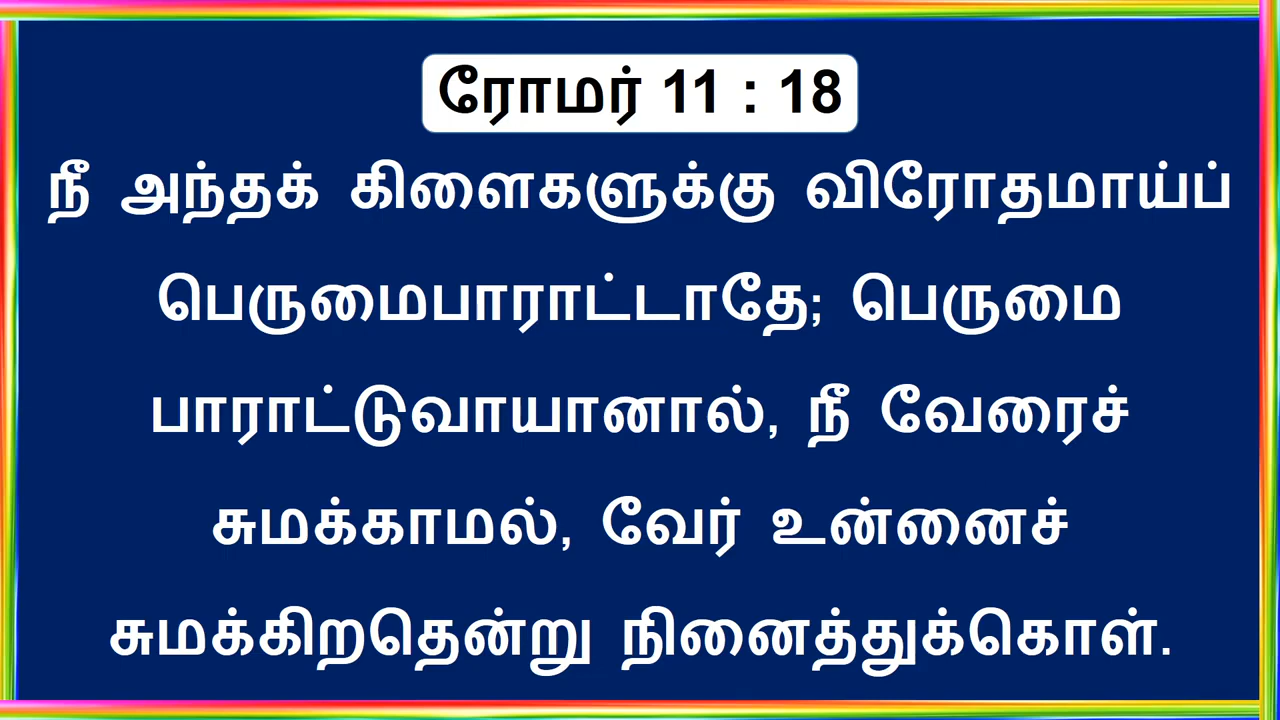 ரோமர் 11 : 18
நீ அந்தக் கிளைகளுக்கு விரோதமாய்ப்
பெருமைபாராட்டாதே; பெருமை
பாராட்டுவாயானால், நீ வேரைச்
சுமக்காமல், வேர் உன்னைச்
சுமக்கிறதென்று நினைத்துக்கொள்.